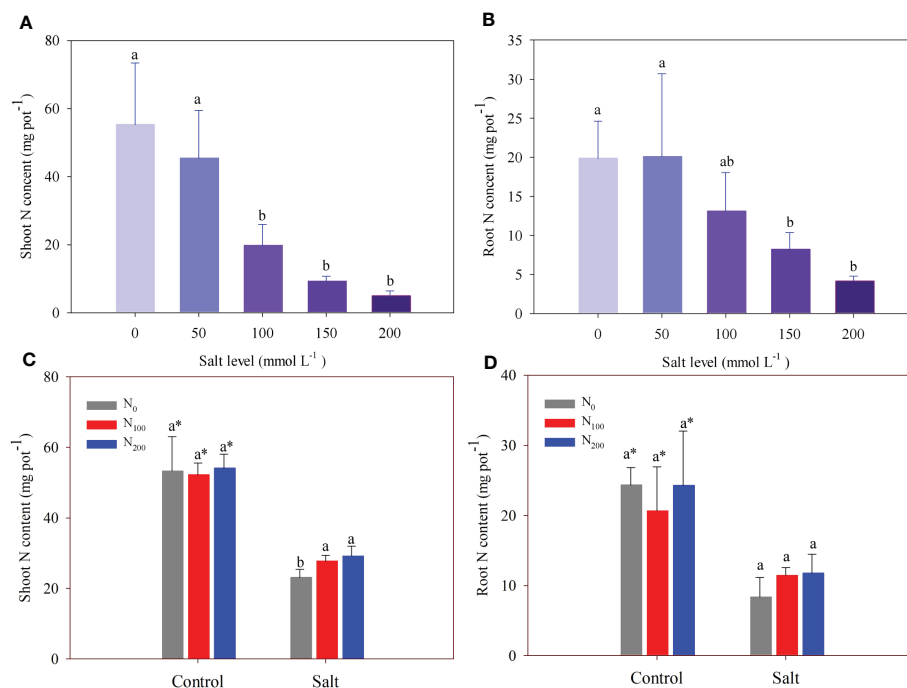 A
Shoot N concent (mg pot⁻¹)
80
60
40
20
0
a
a
b
b
b
0 50 100 150 200
Salt level (mmol L⁻¹ )
B
Root N concent (mg pot⁻¹)
35
30
25
20
15
10
5
0
a
a
ab
b
b
0 50 100 150 200
Salt level (mmol L⁻¹ )
C
Shoot N content (mg pot⁻¹)
80
60
40
20
0
N₀
N₁₀₀
N₂₀₀
a* a* a*
b a a
Control Salt
D
Root N content (mg pot⁻¹)
40
30
20
10
0
N₀
N₁₀₀
N₂₀₀
a* a* a*
a a a
Control Salt